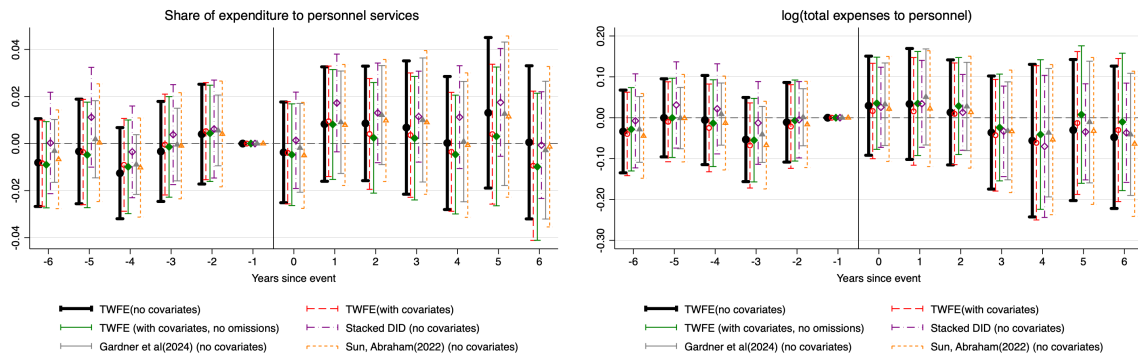 Share of expenditure to personnel services
0.04
0.02
0.00
-0.02
-0.04
-6 -5 -4 -3 -2 -1 0 1 2 3 4 5 6
Years since event
TWFE(no covariates) TWFE(with covariates)
TWFE (with covariates, no omissions) Stacked DID (no covariates)
Gardner et al(2024) (no covariates) Sun, Abraham(2022) (no covariates)
log(total expenses to personnel)
0.20
0.10
0.00
-0.10
-0.20
-0.30
-6 -5 -4 -3 -2 -1 0 1 2 3 4 5 6
Years since event
TWFE(no covariates) TWFE(with covariates)
TWFE (with covariates, no omissions) Stacked DID (no covariates)
Gardner et al(2024) (no covariates) Sun, Abraham(2022) (no covariates)